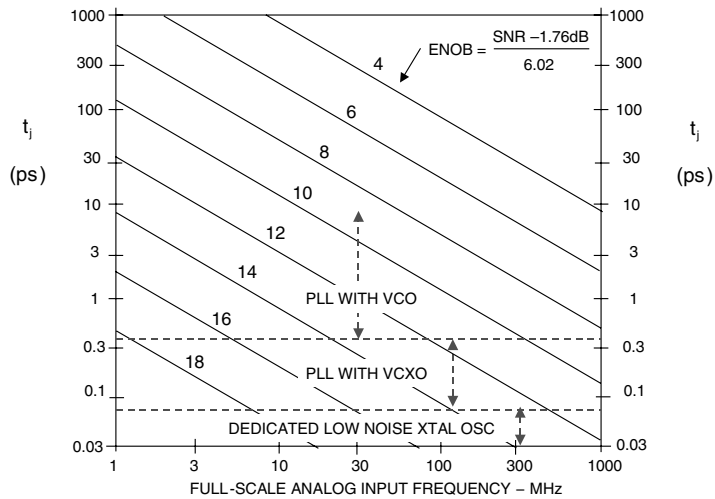 1000
300
100
30
10
3
1
0.3
0.1
0.03
t_j
(ps)
ENOB = SNR −1.76dB
6.02
4
6
8
10
12
14
16
18
PLL WITH VCO
PLL WITH VCXO
DEDICATED LOW NOISE XTAL OSC
1000
300
100
30
10
3
1
0.3
0.1
0.03
t_j
(ps)
1 3 10 30 100 300 1000
FULL-SCALE ANALOG INPUT FREQUENCY – MHz